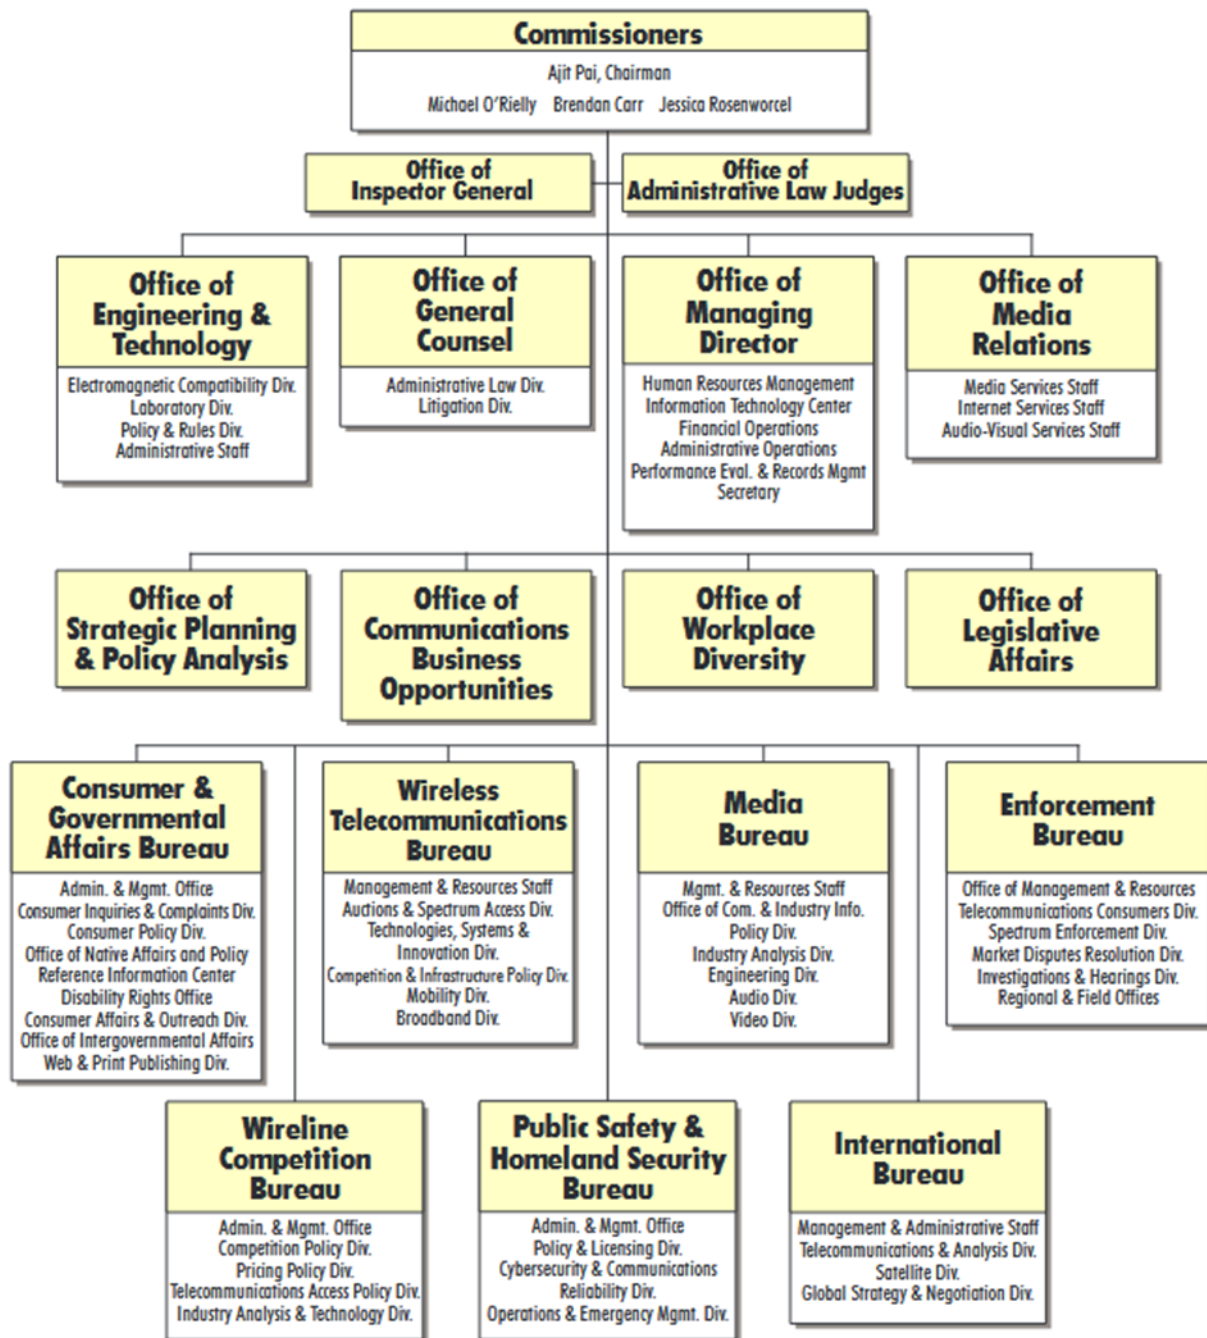 Commissioners
Ajit Pai, Chairman
Michael O'Rielly Brendan Carr Jessica Rosenworcel
Office of
Inspector General
Office of
Administrative Law Judges
Office of
Engineering &
Technology
Electromagnetic Compatibility Div.
Laboratory Div.
Policy & Rules Div.
Administrative Staff
Office of
General
Counsel
Administrative Law Div.
Litigation Div.
Office of
Managing
Director
Human Resources Management
Information Technology Center
Financial Operations
Administrative Operations
Performance Eval. & Records Mgmt
Secretary
Office of
Media
Relations
Media Services Staff
Internet Services Staff
Audio-Visual Services Staff
Office of
Strategic Planning
& Policy Analysis
Office of
Communications
Business
Opportunities
Office of
Workplace
Diversity
Office of
Legislative
Affairs
Consumer &
Governmental
Affairs Bureau
Admin. & Mgmt. Office
Consumer Inquiries & Complaints Div.
Consumer Policy Div.
Office of Native Affairs and Policy
Reference Information Center
Disability Rights Office
Consumer Affairs & Outreach Div.
Office of Intergovernmental Affairs
Web & Print Publishing Div.
Wireless
Telecommunications
Bureau
Management & Resources Staff
Auctions & Spectrum Access Div.
Technologies, Systems &
Innovation Div.
Competition & Infrastructure Policy Div.
Mobility Div.
Broadband Div.
Media
Bureau
Mgmt. & Resources Staff
Office of Com. & Industry Info.
Policy Div.
Industry Analysis Div.
Engineering Div.
Audio Div.
Video Div.
Enforcement
Bureau
Office of Management & Resources
Telecommunications Consumers Div.
Spectrum Enforcement Div.
Market Disputes Resolution Div.
Investigations & Hearings Div.
Regional & Field Offices
Wireline
Competition
Bureau
Admin. & Mgmt. Office
Competition Policy Div.
Pricing Policy Div.
Telecommunications Access Policy Div.
Industry Analysis & Technology Div.
Public Safety &
Homeland Security
Bureau
Admin. & Mgmt. Office
Policy & Licensing Div.
Cybersecurity & Communications
Reliability Div.
Operations & Emergency Mgmt. Div.
International
Bureau
Management & Administrative Staff
Telecommunications & Analysis Div.
Satellite Div.
Global Strategy & Negotiation Div.